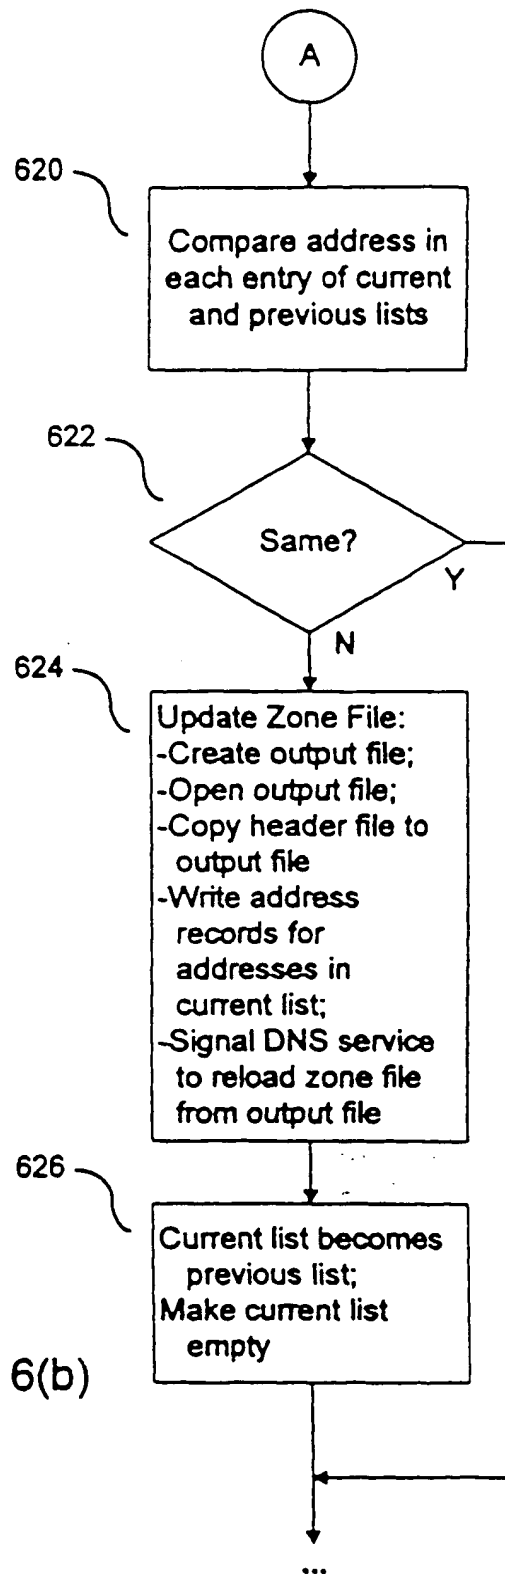 A
620
Compare address in
each entry of current
and previous lists
622
Same?
Y
N
624
Update Zone File:
-Create output file;
-Open output file;
-Copy header file to
output file
-Write address
records for
addresses in
current list;
-Signal DNS service
to reload zone file
from output file
626
Current list becomes
previous list;
Make current list
empty
6(b)
...